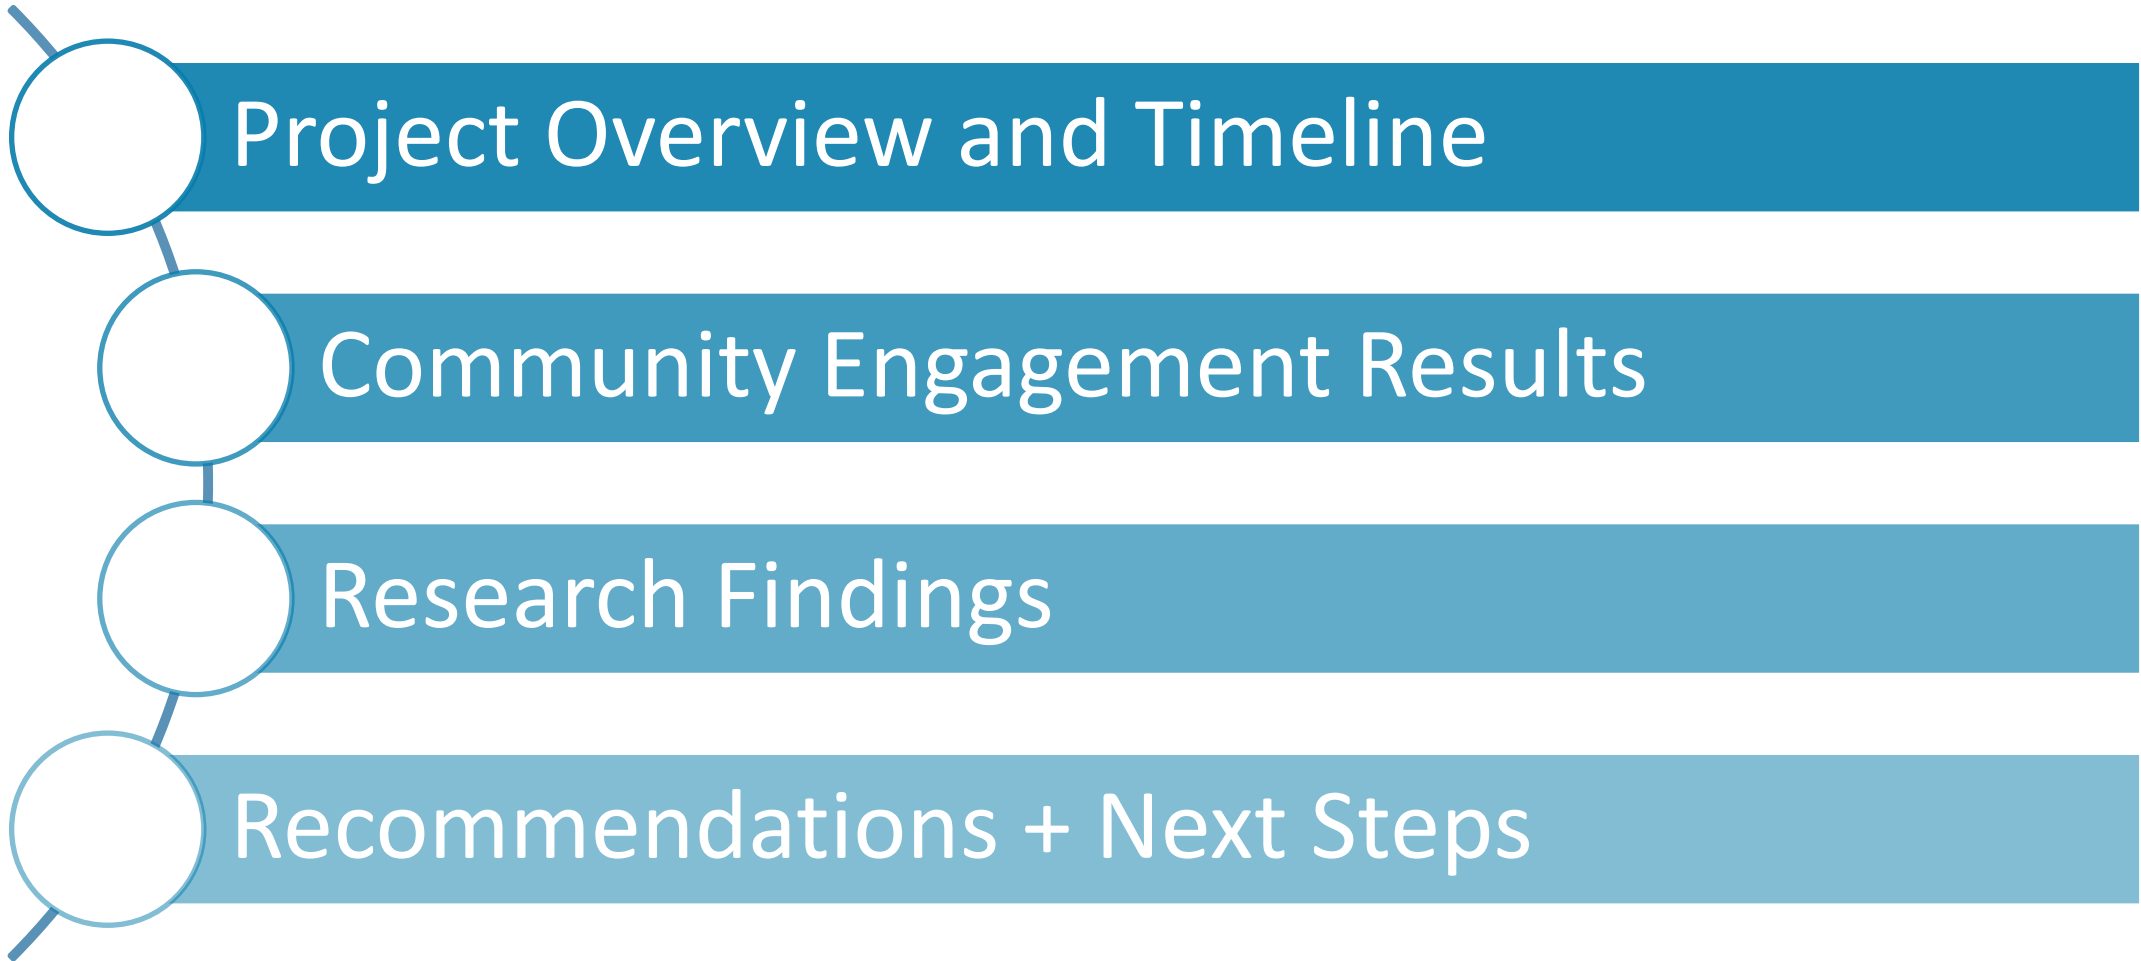 Project Overview and Timeline
Community Engagement Results
Research Findings
Recommendations + Next Steps